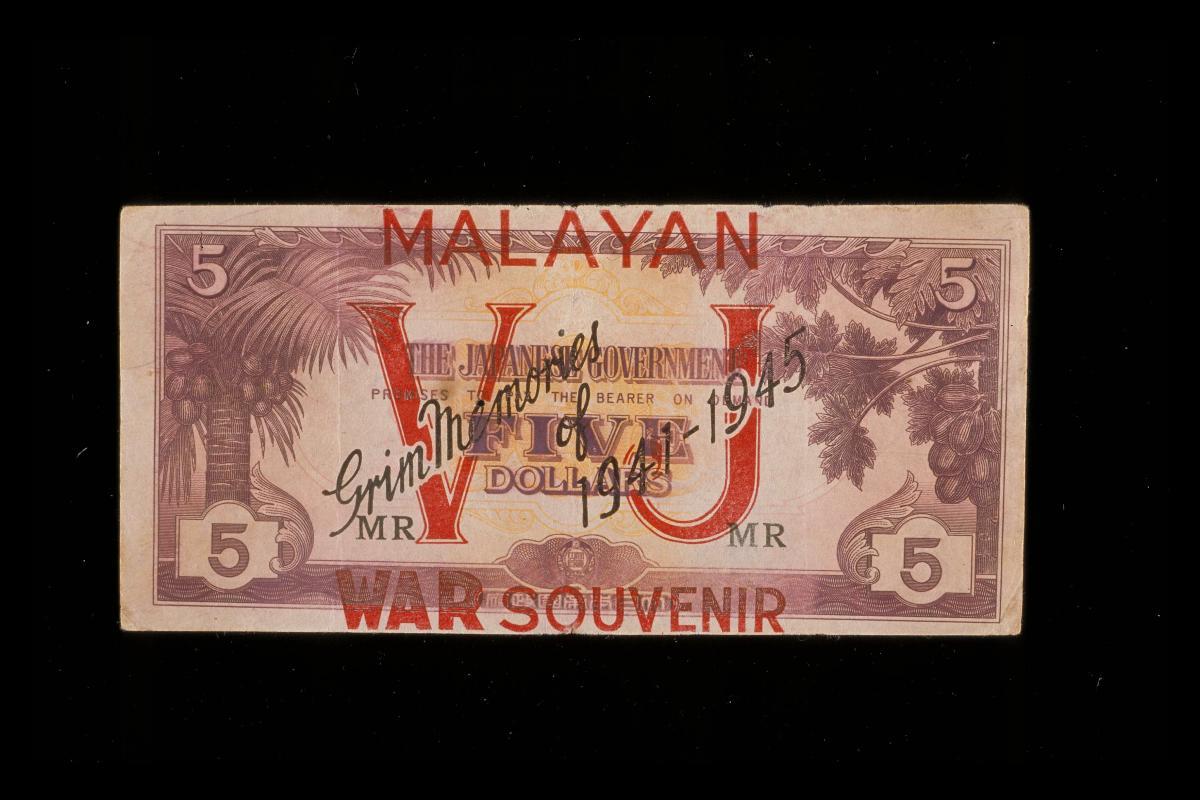 MALAYAN
5
5
V J
THE JAPANESE GOVERNMENT
PROMISES TO PAY THE BEARER ON DEMAND
FIVE
DOLLARS
Grim Memories
of
1941-1945
MR
MR
5
5
WAR SOUVENIR